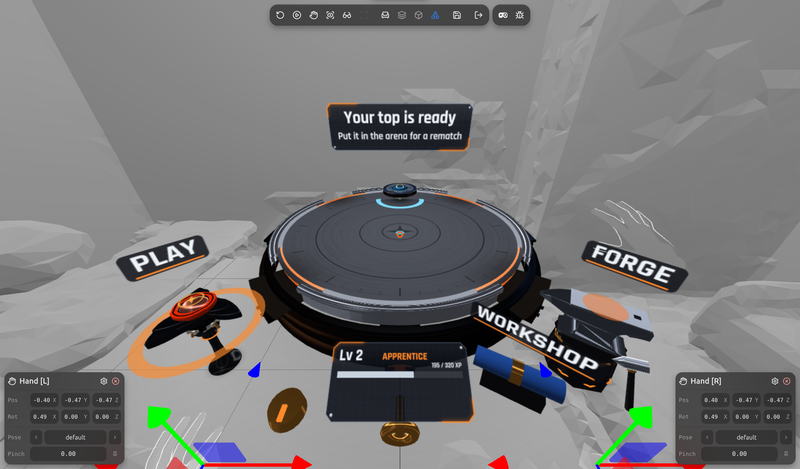 Your top is ready
Put it in the arena for a rematch
PLAY
FORGE
WORKSHOP
Lv 2 APPRENTICE
195 / 320 XP
Hand [L]
Pos -0.40 X -0.47 Y -0.47 Z
Rot 0.49 X 0.00 Y 0.00 Z
Pose default
Pinch 0.00
Hand [R]
Pos 0.40 X -0.47 Y -0.47 Z
Rot 0.49 X 0.00 Y 0.00 Z
Pose default
Pinch 0.00